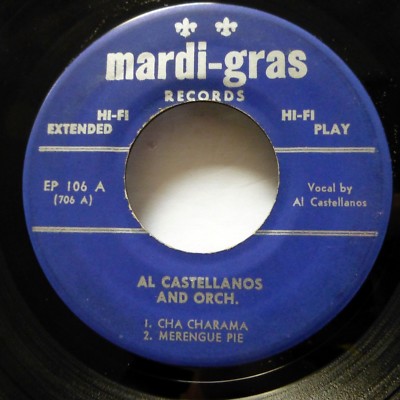 mardi-gras
RECORDS
HI-FI HI-FI
EXTENDED PLAY
EP 106 A
(706 A)
Vocal by
Al Castellanos
AL CASTELLANOS
AND ORCH.
1. CHA CHARAMA
2. MERENGUE PIE